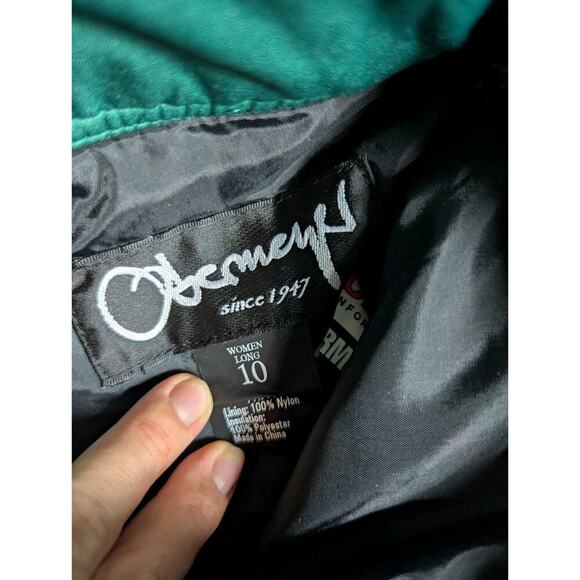 Obermeyer
since 1947
WOMEN
LONG
10
Lining: 100% Nylon
Insulation:
100% Polyester
Made in China